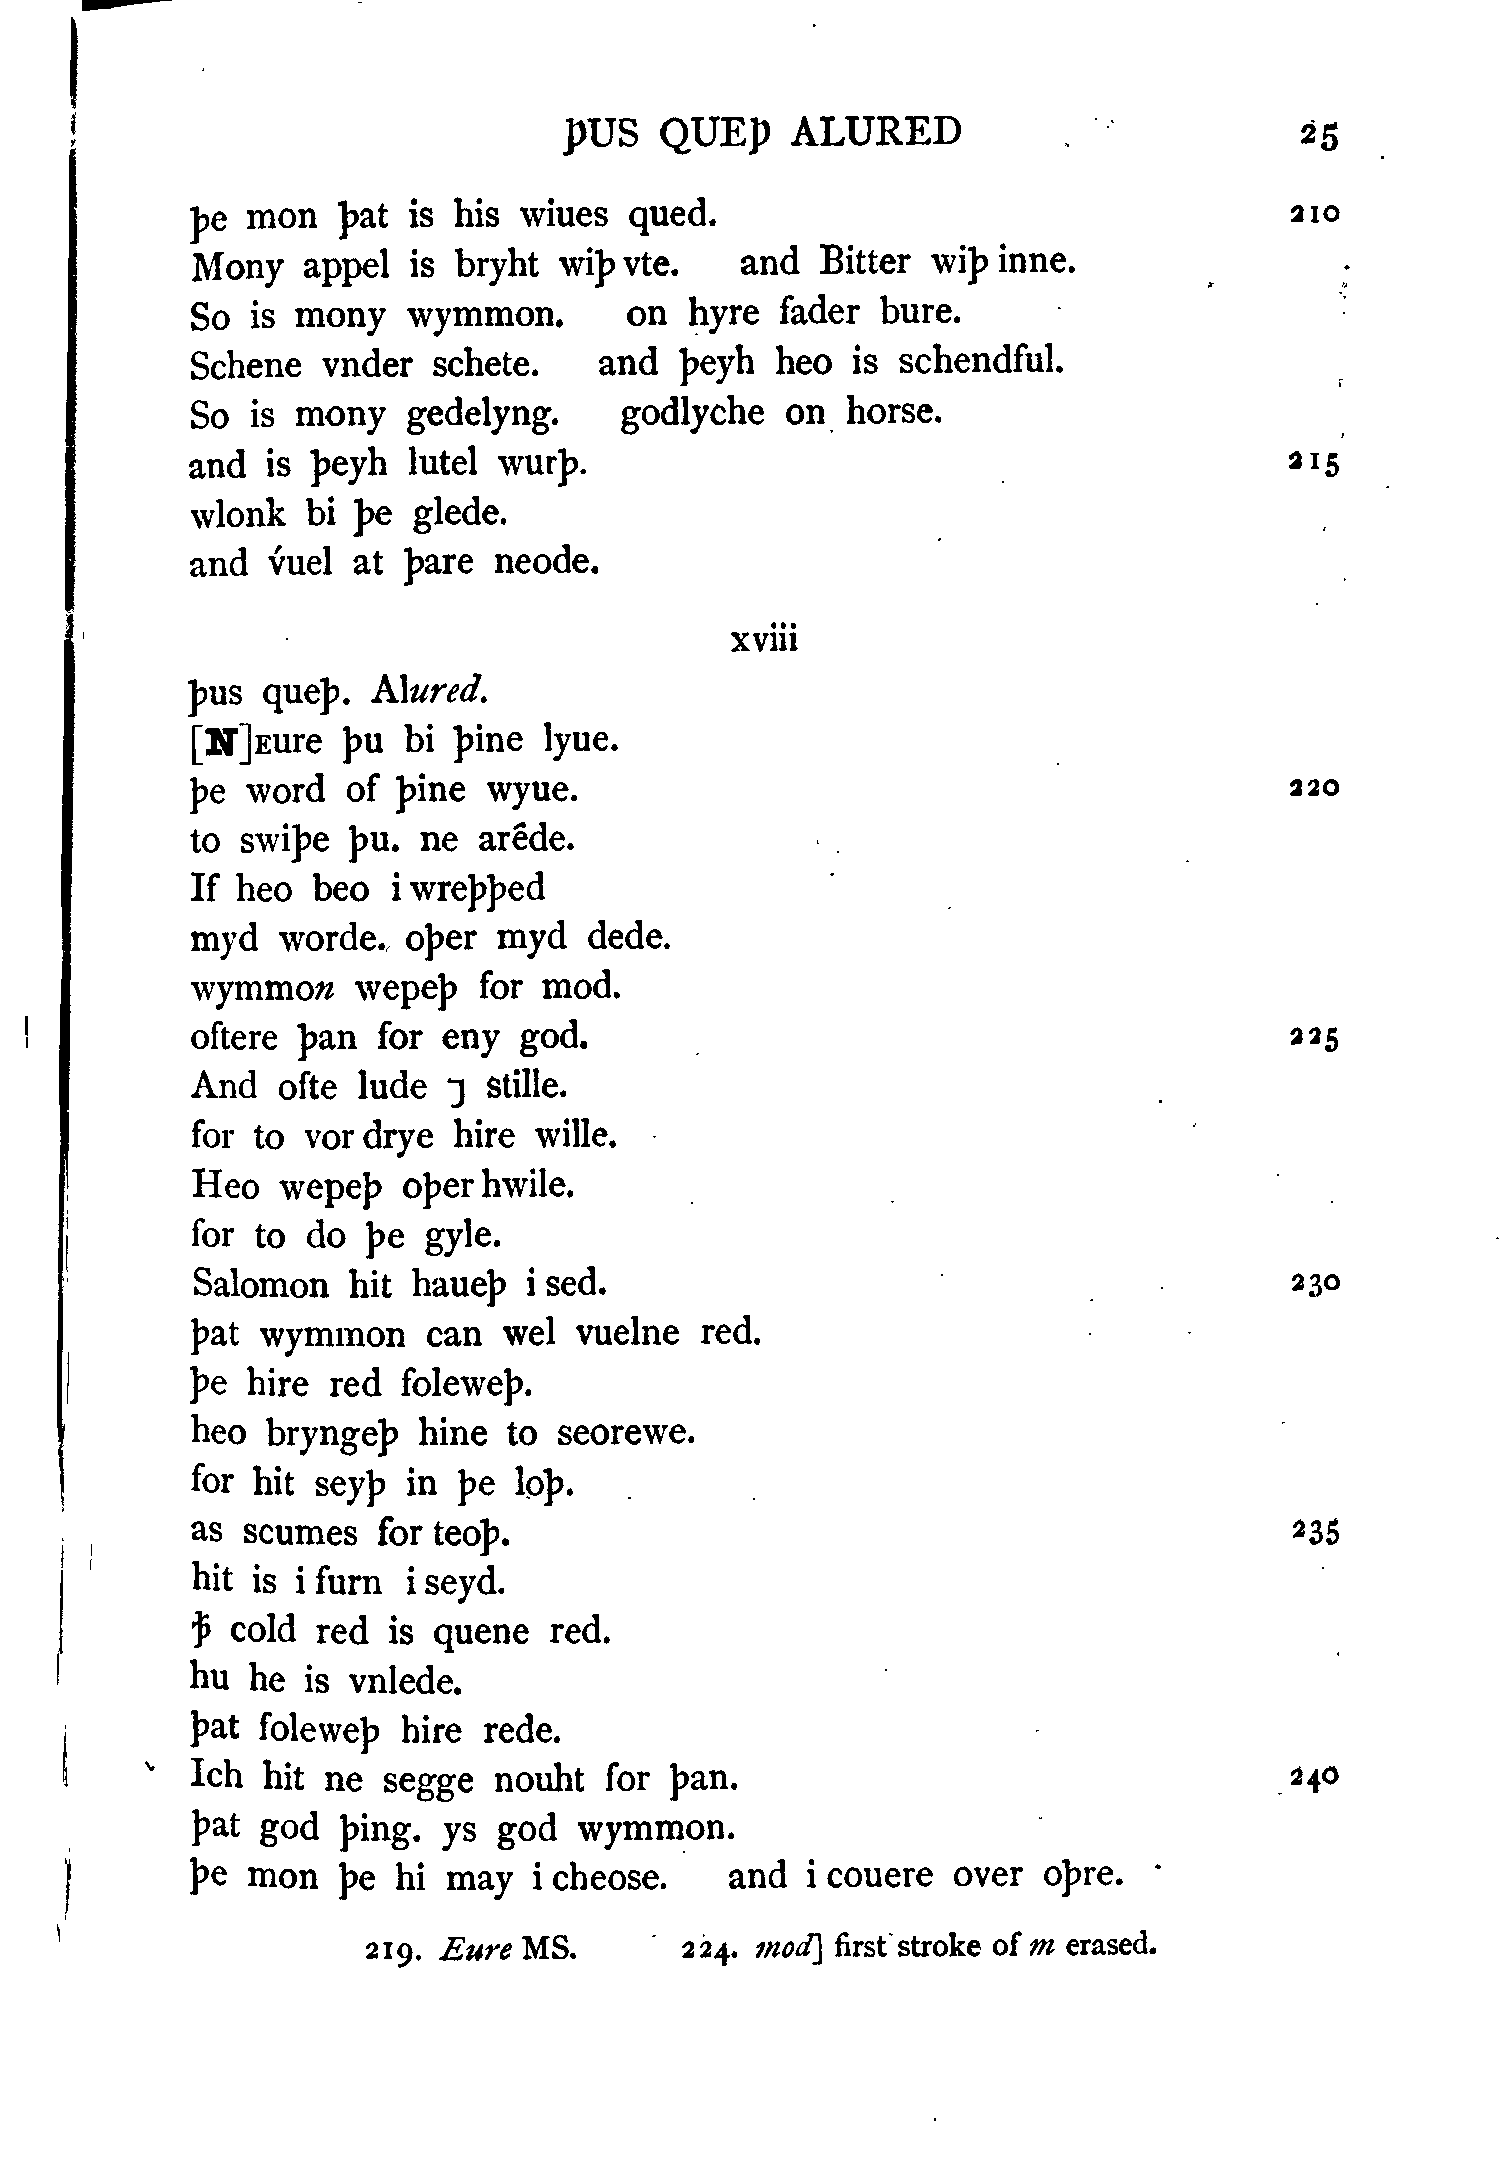 þUS QUEþ ALURED 25
þe mon þat is his wiues qued. 210
Mony appel is bryht wiþ vte. and Bitter wiþ inne.
So is mony wymmon. on hyre fader bure.
Schene vnder schete. and þeyh heo is schendful.
So is mony gedelyng. godlyche on horse.
and is þeyh lutel wurþ. 215
wlonk bi þe glede.
and v́uel at þare neode.
xviii
þus queþ. Alured.
[N]Eure þu bi þine lyue.
þe word of þine wyue. 220
to swiþe þu. ne arêde.
If heo beo i wreþþed
myd worde. oþer myd dede.
wymmon wepeþ for mod.
oftere þan for eny god. 225
And ofte lude ⁊ stille.
for to vor drye hire wille.
Heo wepeþ oþer hwile.
for to do þe gyle.
Salomon hit haueþ i sed. 230
þat wymmon can wel vuelne red.
þe hire red foleweþ.
heo bryngeþ hine to seorewe.
for hit seyþ in þe loþ.
as scumes for teoþ. 235
hit is i furn i seyd.
ꝥ cold red is quene red.
hu he is vnlede.
þat foleweþ hire rede.
Ich hit ne segge nouht for þan. 240
þat god þing. ys god wymmon.
þe mon þe hi may i cheose. and i couere over oþre.
219. Eure MS. 224. mod] first stroke of m erased.